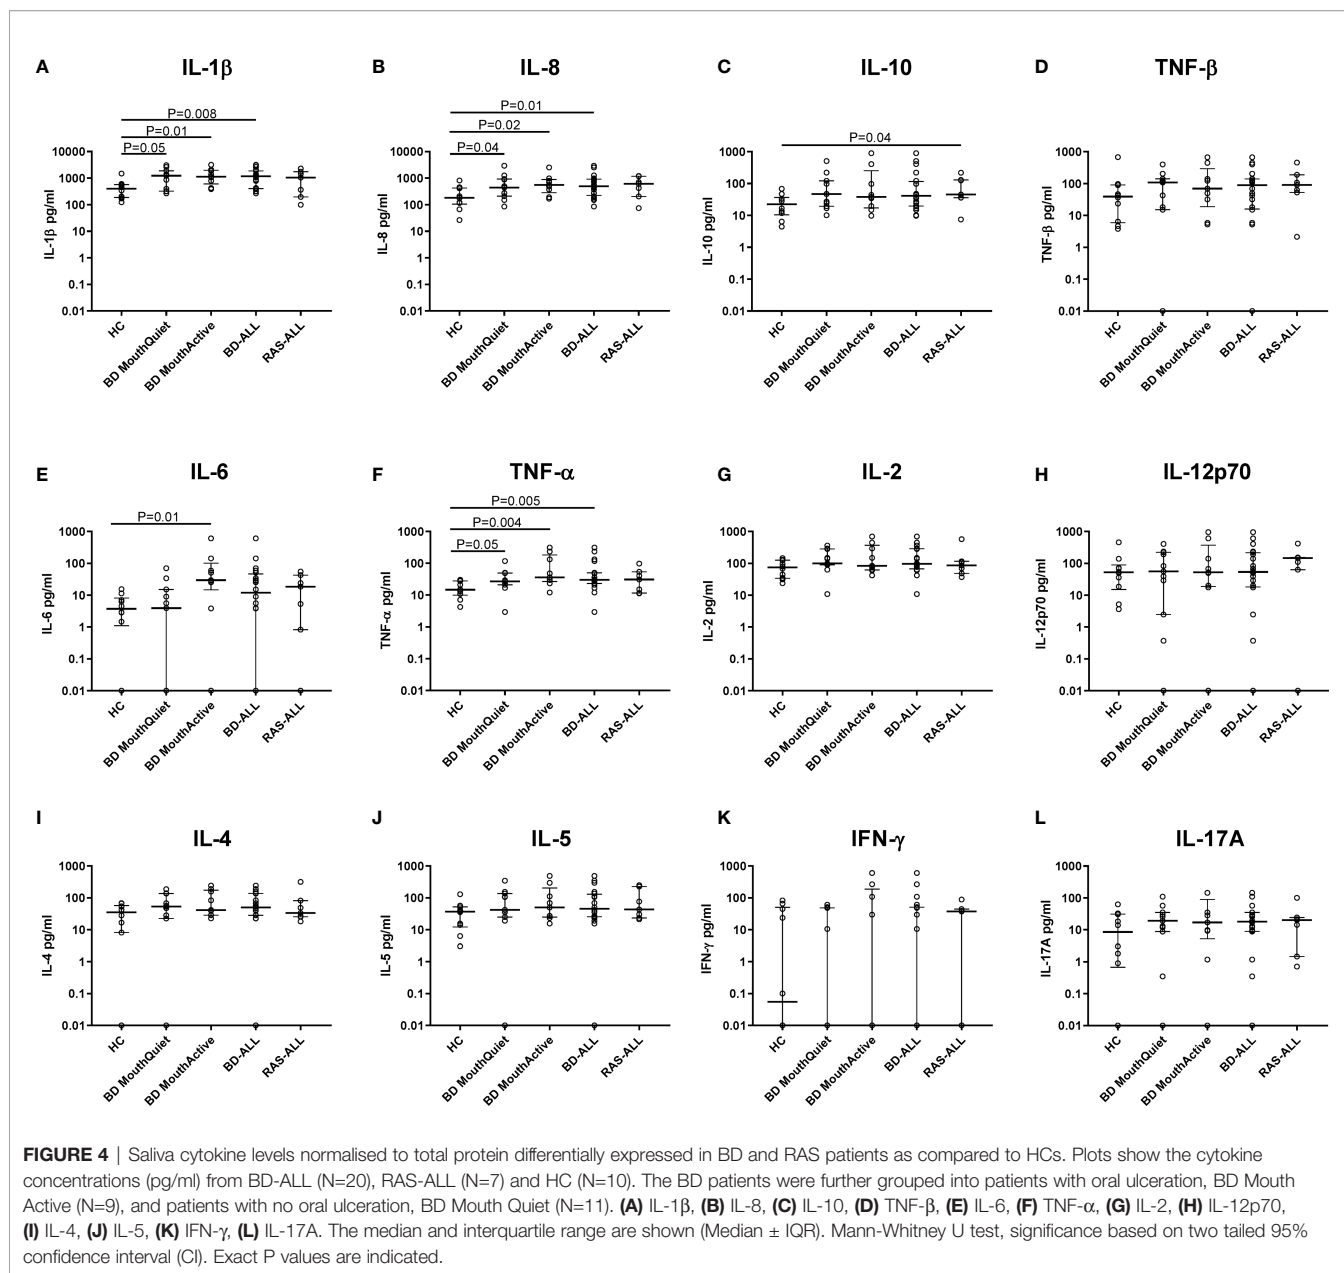 A
IL-1β
P=0.008
P=0.01
P=0.05
10000
1000
100
10
1
0.1
0.01
IL-1β pg/ml
HC
BD MouthQuiet
BD MouthActive
BD-ALL
RAS-ALL
B
IL-8
P=0.01
P=0.02
P=0.04
10000
1000
100
10
1
0.1
0.01
IL-8 pg/ml
HC
BD MouthQuiet
BD MouthActive
BD-ALL
RAS-ALL
C
IL-10
P=0.04
1000
100
10
1
0.1
0.01
IL-10 pg/ml
HC
BD MouthQuiet
BD MouthActive
BD-ALL
RAS-ALL
D
TNF-β
10000
1000
100
10
1
0.1
0.01
TNF-β pg/ml
HC
BD MouthQuiet
BD MouthActive
BD-ALL
RAS-ALL
E
IL-6
P=0.01
1000
100
10
1
0.1
0.01
IL-6 pg/ml
HC
BD MouthQuiet
BD MouthActive
BD-ALL
RAS-ALL
F
TNF-α
P=0.005
P=0.004
P=0.05
1000
100
10
1
0.1
0.01
TNF-α pg/ml
HC
BD MouthQuiet
BD MouthActive
BD-ALL
RAS-ALL
G
IL-2
1000
100
10
1
0.1
0.01
IL-2 pg/ml
HC
BD MouthQuiet
BD MouthActive
BD-ALL
RAS-ALL
H
IL-12p70
1000
100
10
1
0.1
0.01
IL-12p70 pg/ml
HC
BD MouthQuiet
BD MouthActive
BD-ALL
RAS-ALL
I
IL-4
1000
100
10
1
0.1
0.01
IL-4 pg/ml
HC
BD MouthQuiet
BD MouthActive
BD-ALL
RAS-ALL
J
IL-5
1000
100
10
1
0.1
0.01
IL-5 pg/ml
HC
BD MouthQuiet
BD MouthActive
BD-ALL
RAS-ALL
K
IFN-γ
1000
100
10
1
0.1
0.01
IFN-γ pg/ml
HC
BD MouthQuiet
BD MouthActive
BD-ALL
RAS-ALL
L
IL-17A
1000
100
10
1
0.1
0.01
IL-17A pg/ml
HC
BD MouthQuiet
BD MouthActive
BD-ALL
RAS-ALL
FIGURE 4 | Saliva cytokine levels normalised to total protein differentially expressed in BD and RAS patients as compared to HCs. Plots show the cytokine
concentrations (pg/ml) from BD-ALL (N=20), RAS-ALL (N=7) and HC (N=10). The BD patients were further grouped into patients with oral ulceration, BD Mouth
Active (N=9), and patients with no oral ulceration, BD Mouth Quiet (N=11). (A) IL-1β, (B) IL-8, (C) IL-10, (D) TNF-β, (E) IL-6, (F) TNF-α, (G) IL-2, (H) IL-12p70,
(I) IL-4, (J) IL-5, (K) IFN-γ, (L) IL-17A. The median and interquartile range are shown (Median ± IQR). Mann-Whitney U test, significance based on two tailed 95%
confidence interval (CI). Exact P values are indicated.